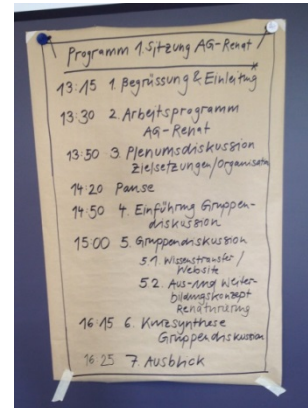 Programm 1. Sitzung AG-Renat
*
13:15 1. Begrüssung & Einleitung
13:30 2. Arbeitsprogramm
AG-Renat
13:50 3. Plenumsdiskussion
Zielsetzungen/Organisation
14:20 Pause
14:50 4. Einführung Gruppen-
diskussion
15:00 5. Gruppendiskussion
5.1. Wissenstransfer/
Website
5.2. Aus- und Weiter-
bildungskonzept
Renaturierung
16:15 6. Kurzsynthese
Gruppendiskussion
16:25 7. Ausblick